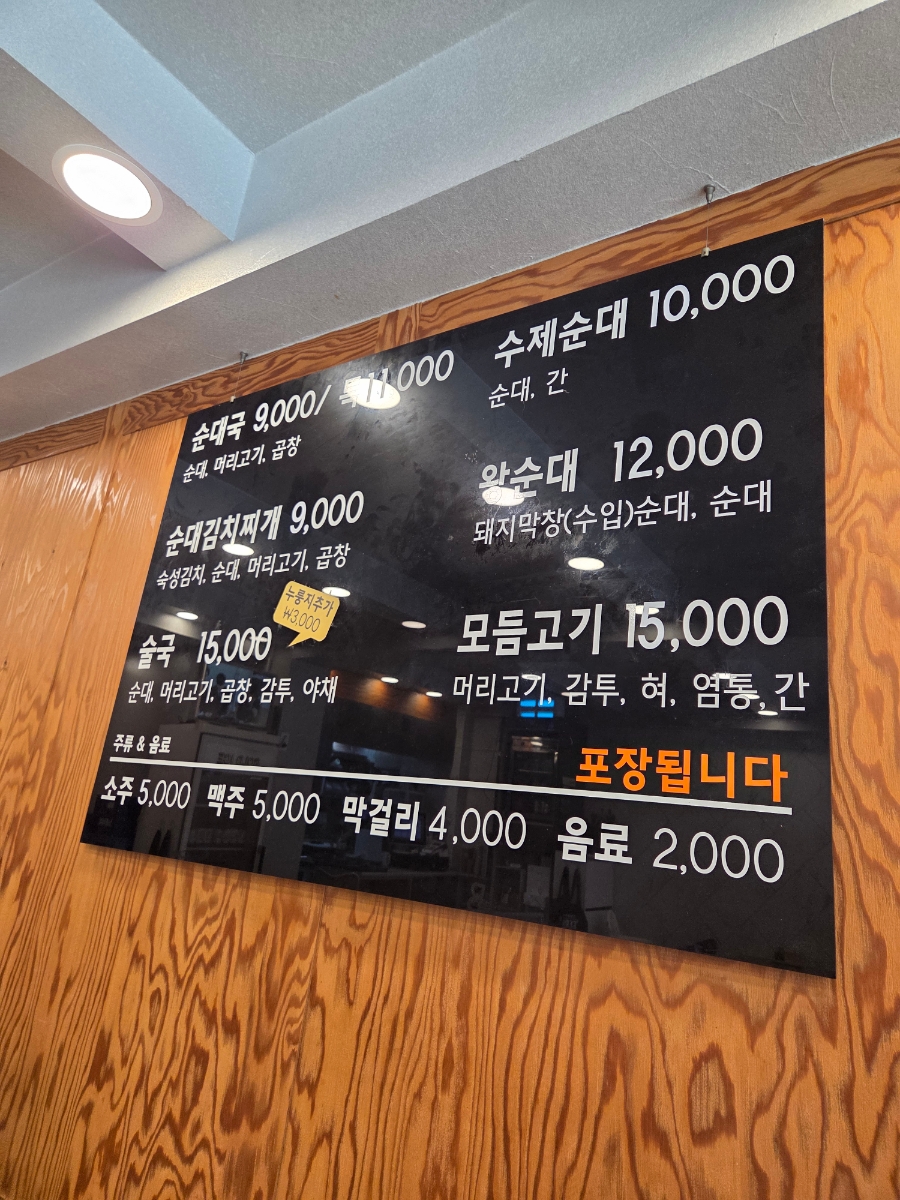 순대국 9,000/ 특11,000
순대, 머리고기, 곱창
순대김치찌개 9,000
숙성김치, 순대, 머리고기, 곱창
누룽지추가
₩3,000
술국 15,000
순대, 머리고기, 곱창, 감투, 야채
수제순대 10,000
순대, 간
왕순대 12,000
돼지막창(수입)순대, 순대
모듬고기 15,000
머리고기, 감투, 혀, 염통, 간
포장됩니다
주류 & 음료
소주 5,000 맥주 5,000 막걸리 4,000 음료 2,000